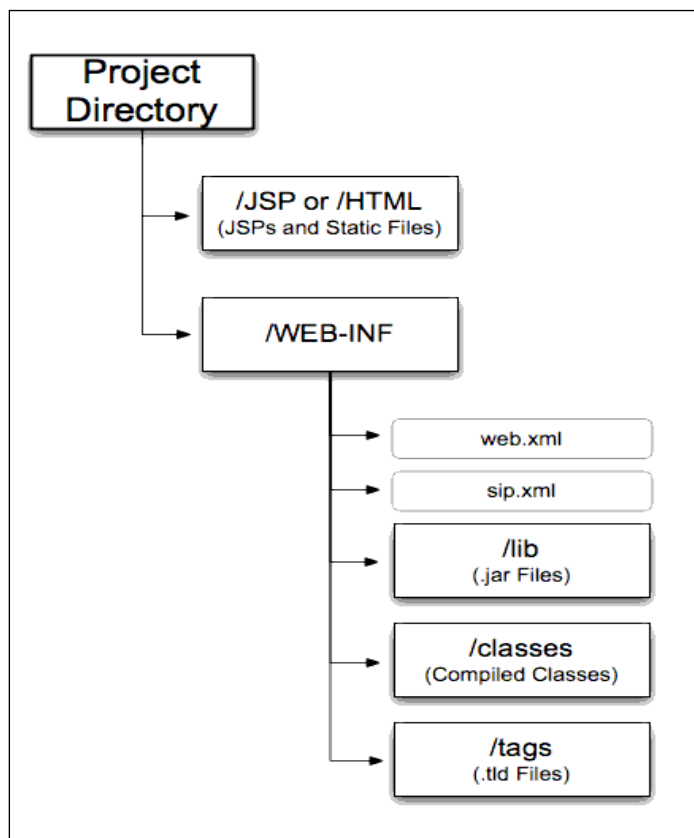 Project
Directory
/JSP or /HTML
(JSPs and Static Files)
/WEB-INF
web.xml
sip.xml
/lib
(.jar Files)
/classes
(Compiled Classes)
/tags
(.tld Files)